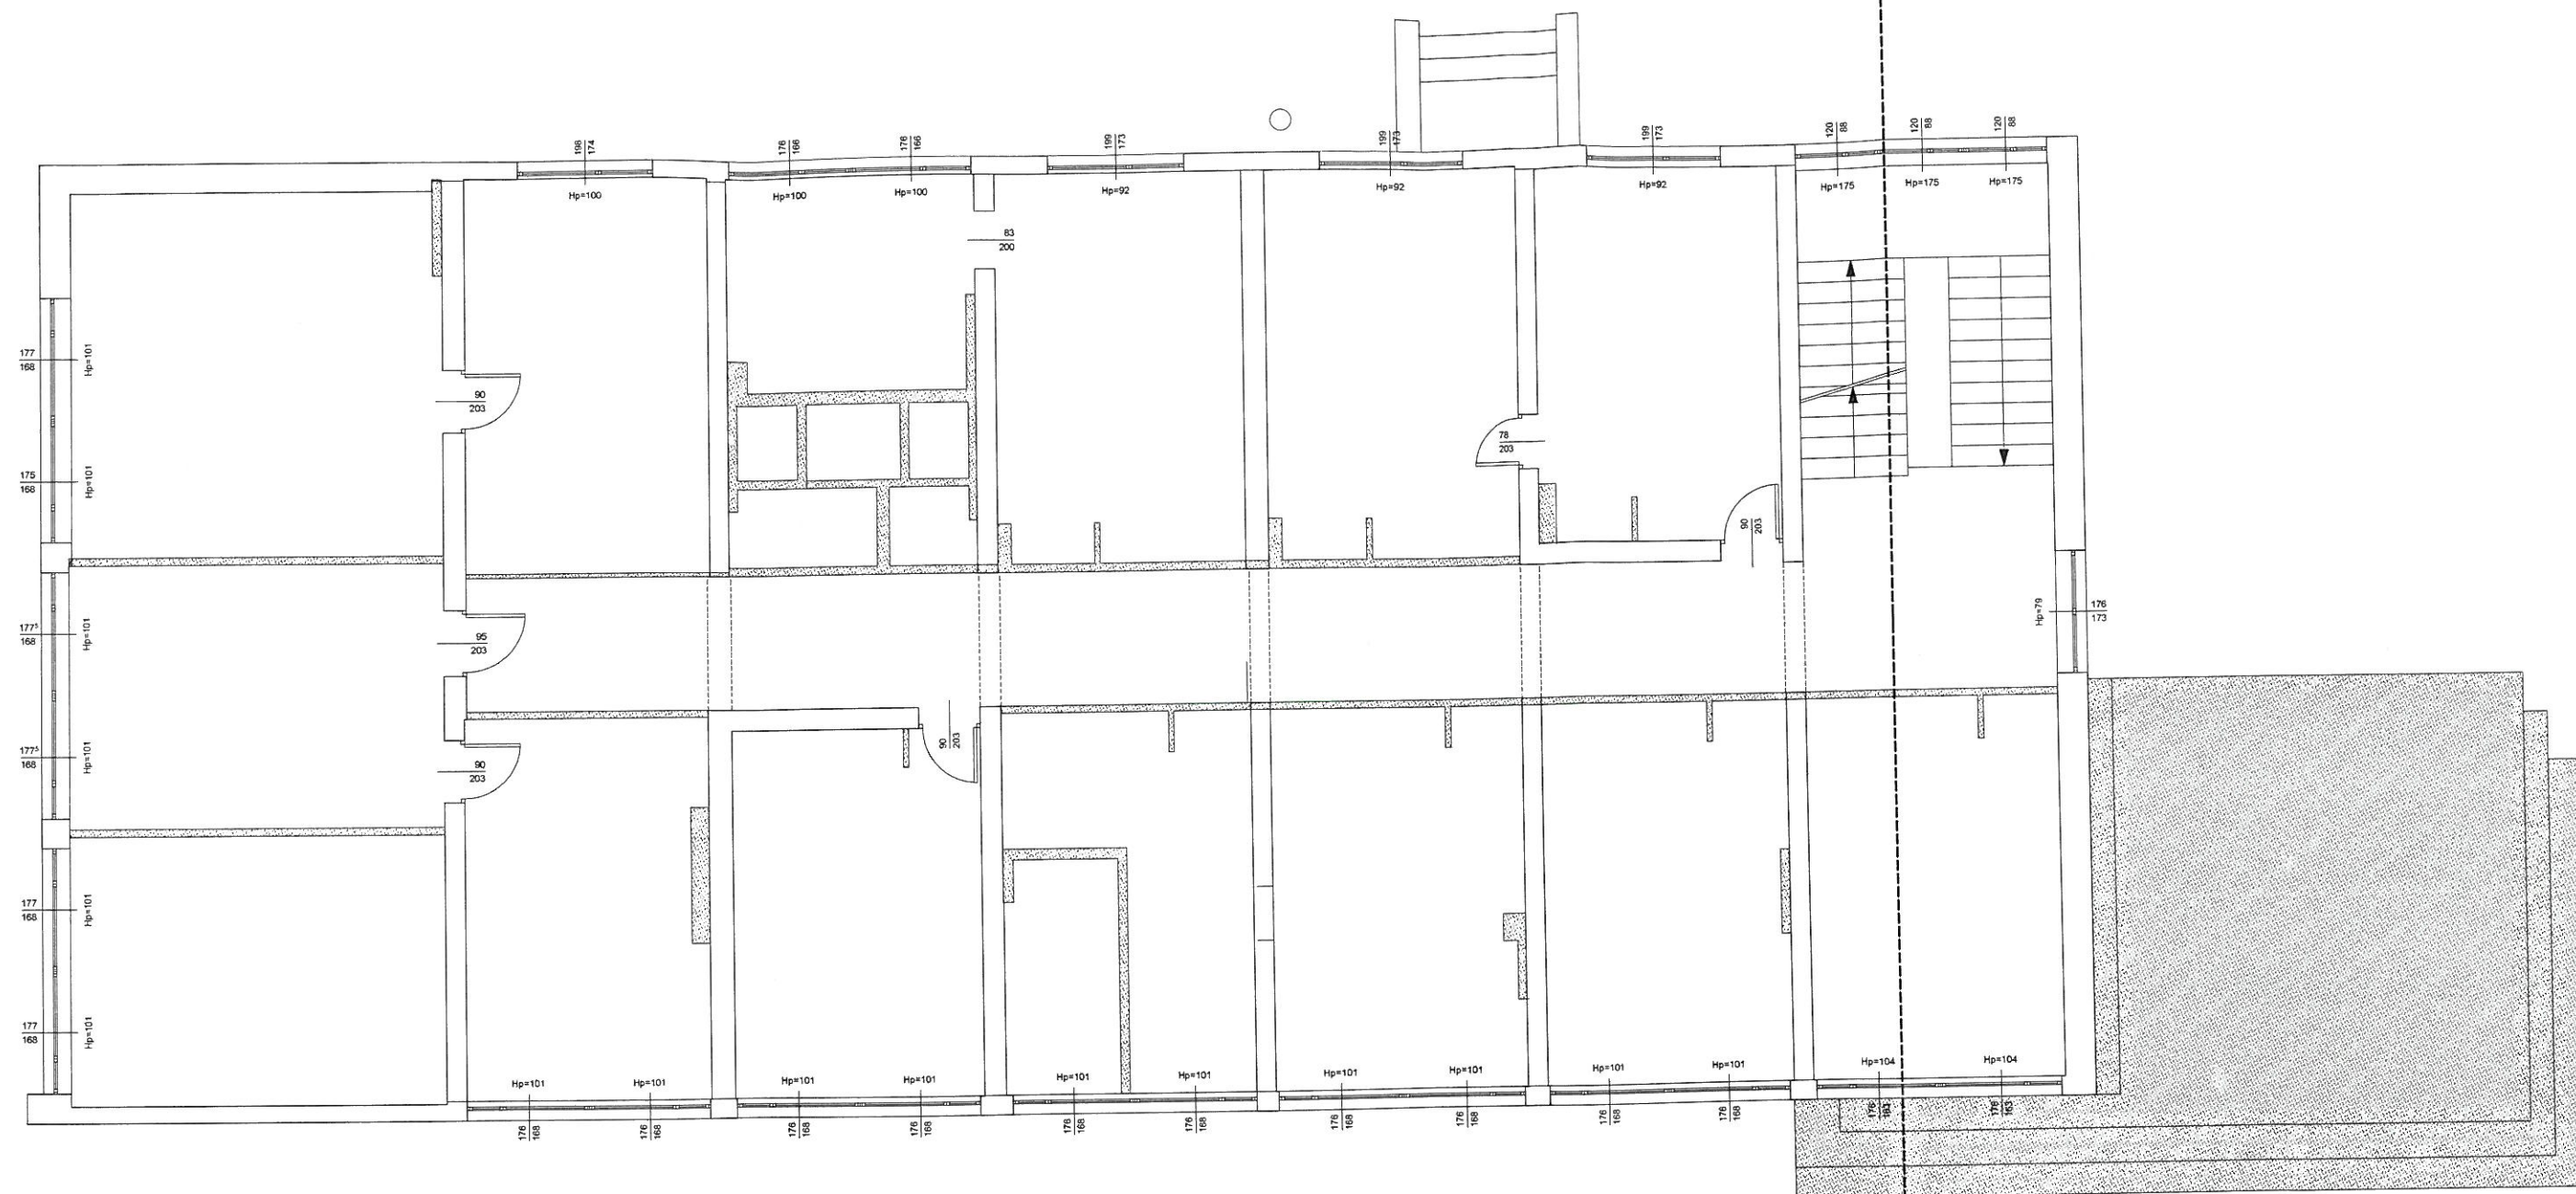 198
174
176
166
176
166
199
173
199
173
199
173
120
88
120
88
120
88
Hp=100
Hp=100
Hp=100
Hp=92
Hp=92
Hp=92
Hp=175
Hp=175
Hp=175
83
200
177
168
Hp=101
90
203
78
203
175
168
Hp=101
90
203
177⁵
168
Hp=101
95
203
Hp=79
176
173
177⁵
168
Hp=101
90
203
90
203
177
168
Hp=101
177
168
Hp=101
Hp=101
Hp=101
Hp=101
Hp=101
Hp=101
Hp=101
Hp=101
Hp=101
Hp=101
Hp=101
Hp=104
Hp=104
176
168
176
168
176
168
176
168
176
168
176
168
176
168
176
168
176
168
176
168
176
163
176
163